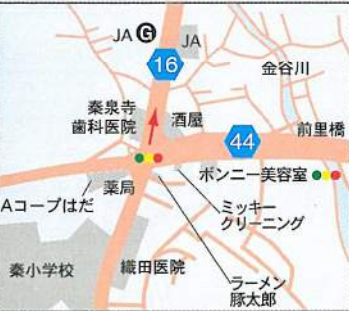 JA G
JA
16
金谷川
秦泉寺
歯科医院
酒屋
44
前里橋
ボンニー美容室
薬局
Aコープはだ
ミッキー
クリーニング
秦小学校
織田医院
ラーメン
豚太郎